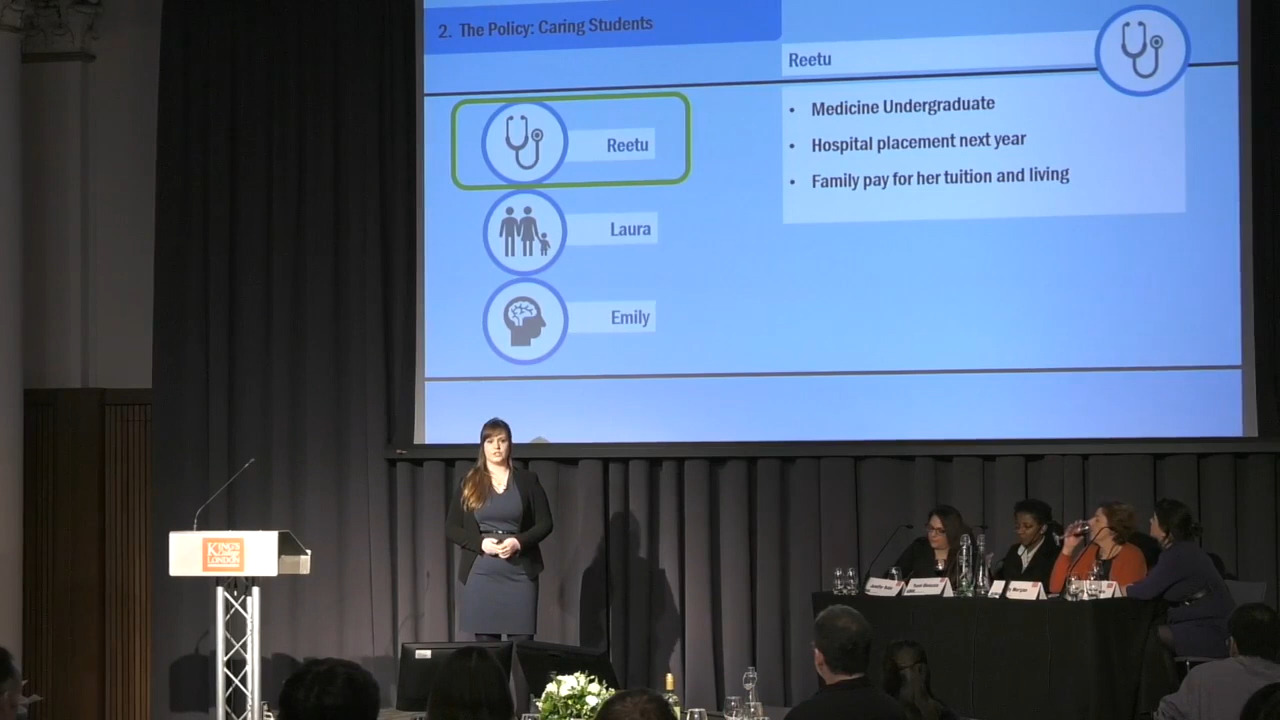 2. The Policy: Caring Students
Reetu
Reetu
• Medicine Undergraduate
• Hospital placement next year
• Family pay for her tuition and living
Laura
Emily
KING'S
College
LONDON